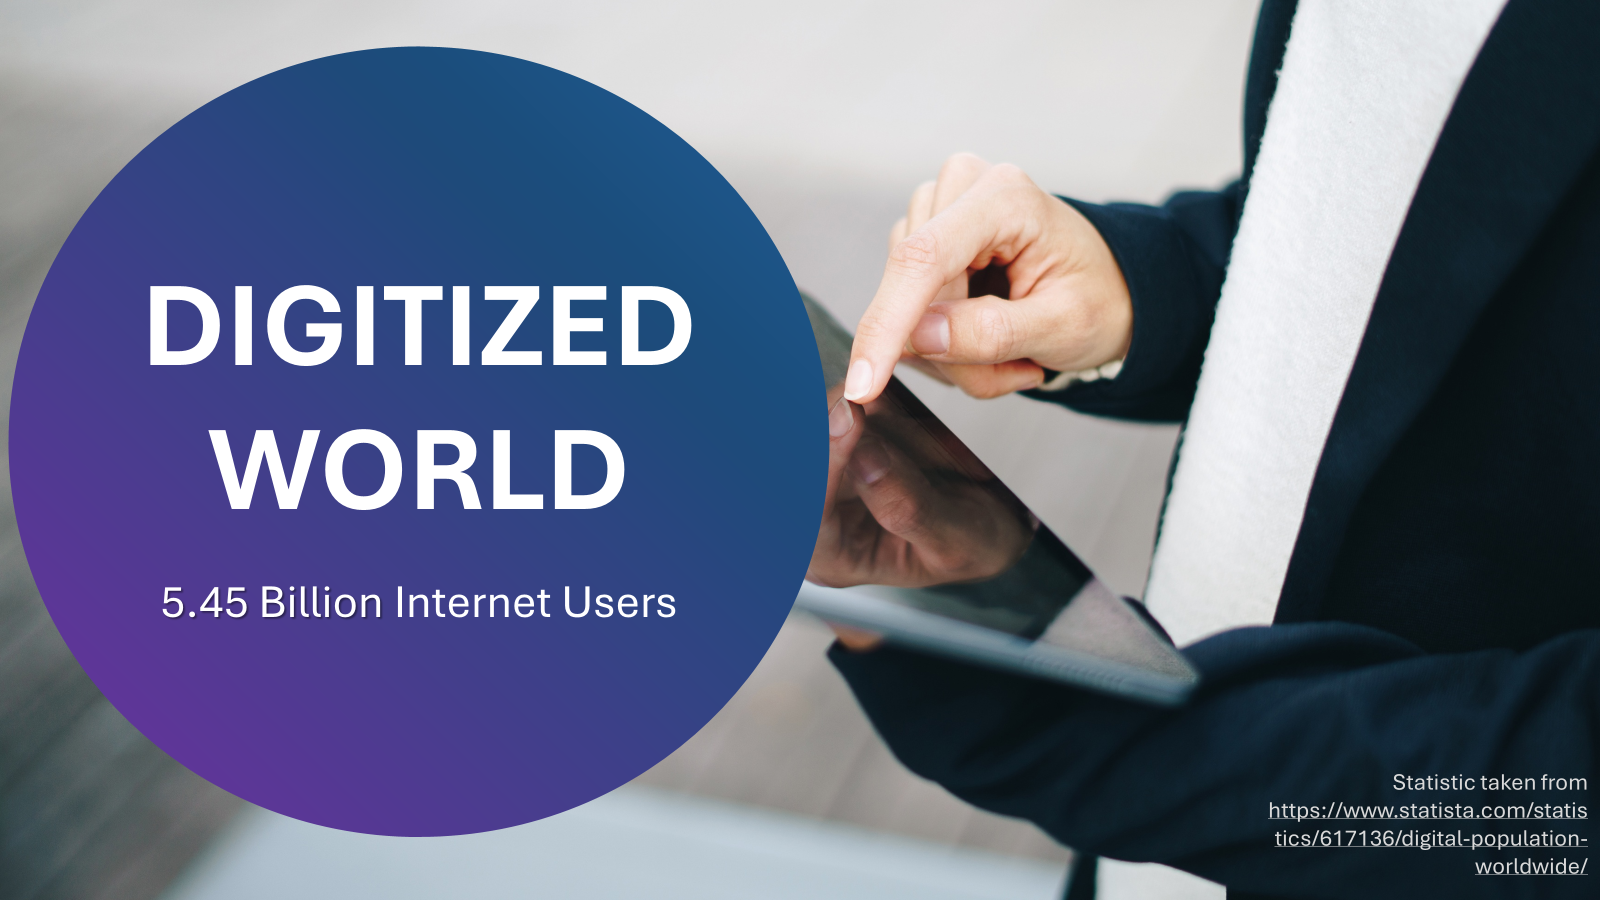 DIGITIZED
WORLD
5.45 Billion Internet Users
Statistic taken from
https://www.statista.com/statis
tics/617136/digital-population-
worldwide/